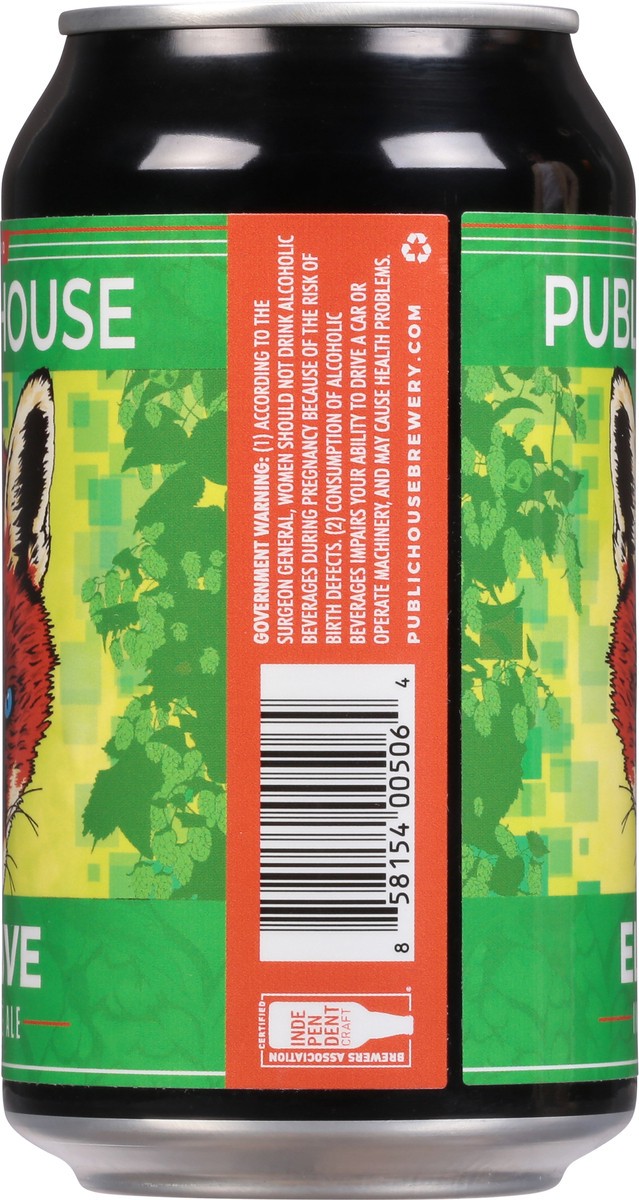 HOUSE
VE
ALE
GOVERNMENT WARNING: (1) ACCORDING TO THE
SURGEON GENERAL, WOMEN SHOULD NOT DRINK ALCOHOLIC
BEVERAGES DURING PREGNANCY BECAUSE OF THE RISK OF
BIRTH DEFECTS. (2) CONSUMPTION OF ALCOHOLIC
BEVERAGES IMPAIRS YOUR ABILITY TO DRIVE A CAR OR
OPERATE MACHINERY, AND MAY CAUSE HEALTH PROBLEMS.
PUBLICHOUSEBREWERY.COM
8 58154 00506 4
CERTIFIED
INDE
PEN
DENT
CRAFT
BREWERS ASSOCIATION
PUBL
E